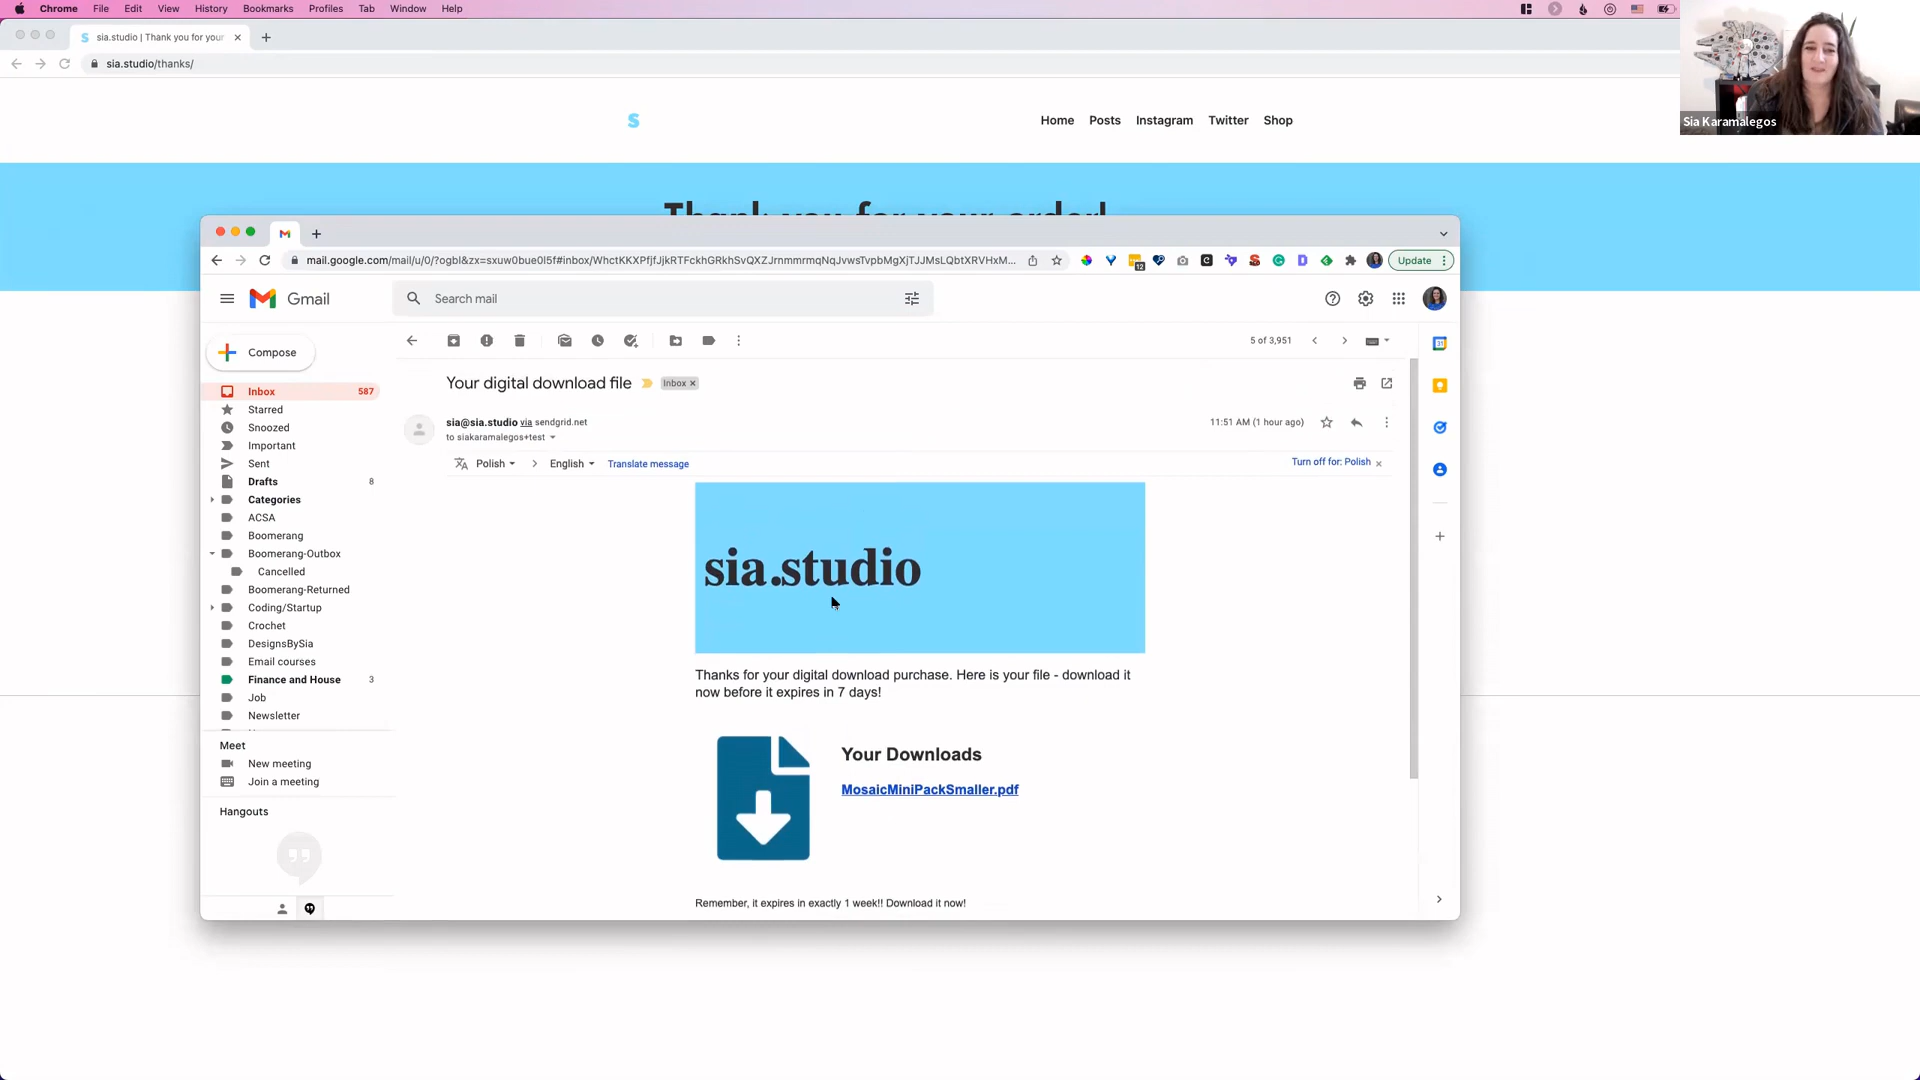 Chrome File Edit View History Bookmarks Profiles Tab Window Help
sia.studio | Thank you for your
sia.studio/thanks/
S
Home Posts Instagram Twitter Shop
Sia Karamalegos
Thank you for your order!
mail.google.com/mail/u/0/?ogbl&zx=sxuw0bue0l5f#inbox/WhctKKXPfjfJjkRTFckhGRkhSvQXZJrnmmrmqNqJvwsTvpbMgXjTJJMsLQbtXRVHxM...
12
Update
Gmail
Search mail
Compose
5 of 3,951
Your digital download file
Inbox
Inbox 587
Starred
Snoozed
Important
Sent
Drafts 8
Categories
ACSA
Boomerang
Boomerang-Outbox
Cancelled
Boomerang-Returned
Coding/Startup
Crochet
DesignsBySia
Email courses
Finance and House 3
Job
Newsletter
Meet
New meeting
Join a meeting
Hangouts
sia@sia.studio via sendgrid.net
to siakaramalegos+test
11:51 AM (1 hour ago)
Polish > English Translate message
Turn off for: Polish x
sia.studio
Thanks for your digital download purchase. Here is your file - download it
now before it expires in 7 days!
Your Downloads
MosaicMiniPackSmaller.pdf
Remember, it expires in exactly 1 week!! Download it now!